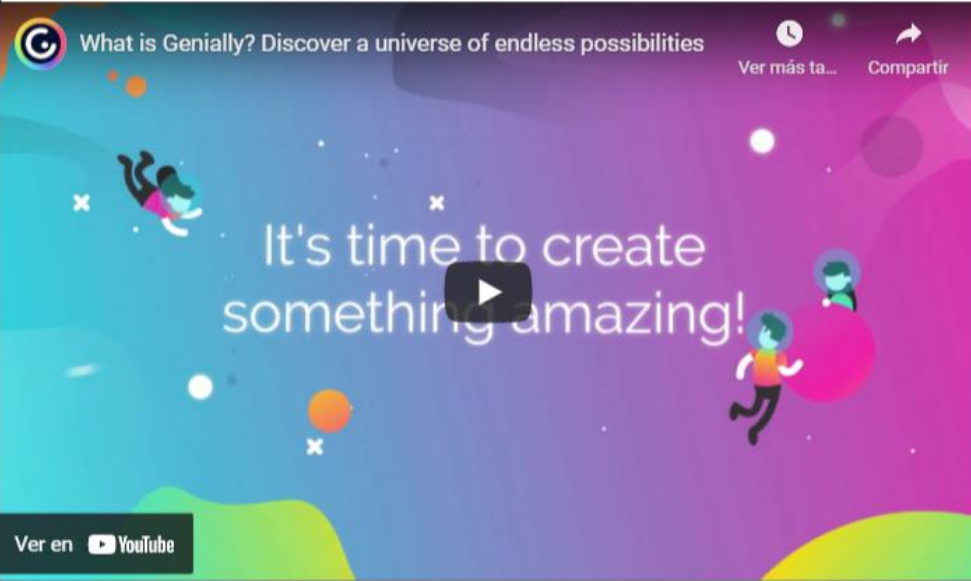 What is Genially? Discover a universe of endless possibilities
Ver más ta...
Compartir
It's time to create
something amazing!
Ver en YouTube